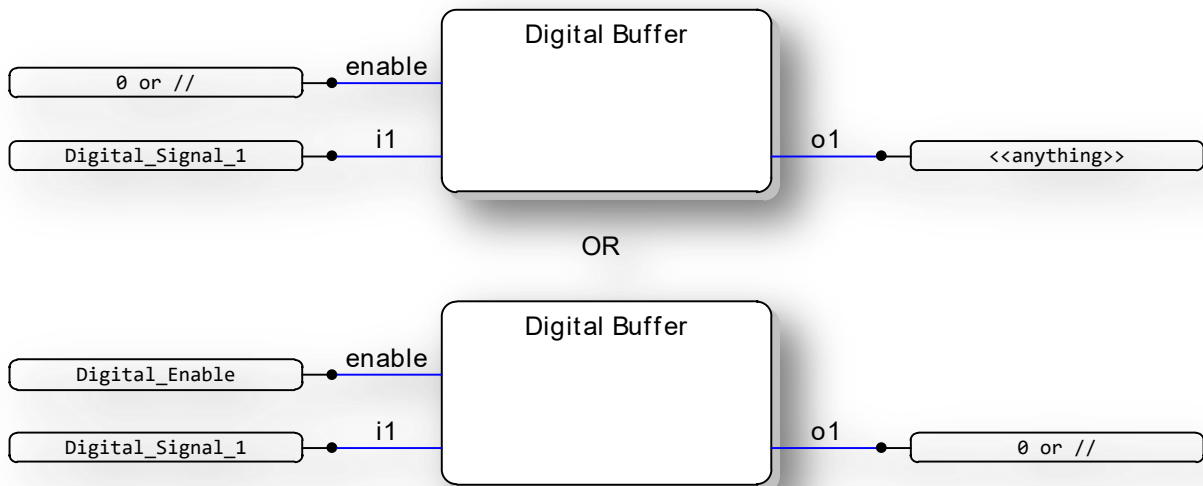 Digital Buffer
enable
0 or //
i1
Digital_Signal_1
o1
<<anything>>
OR
Digital Buffer
enable
Digital_Enable
i1
Digital_Signal_1
o1
0 or //